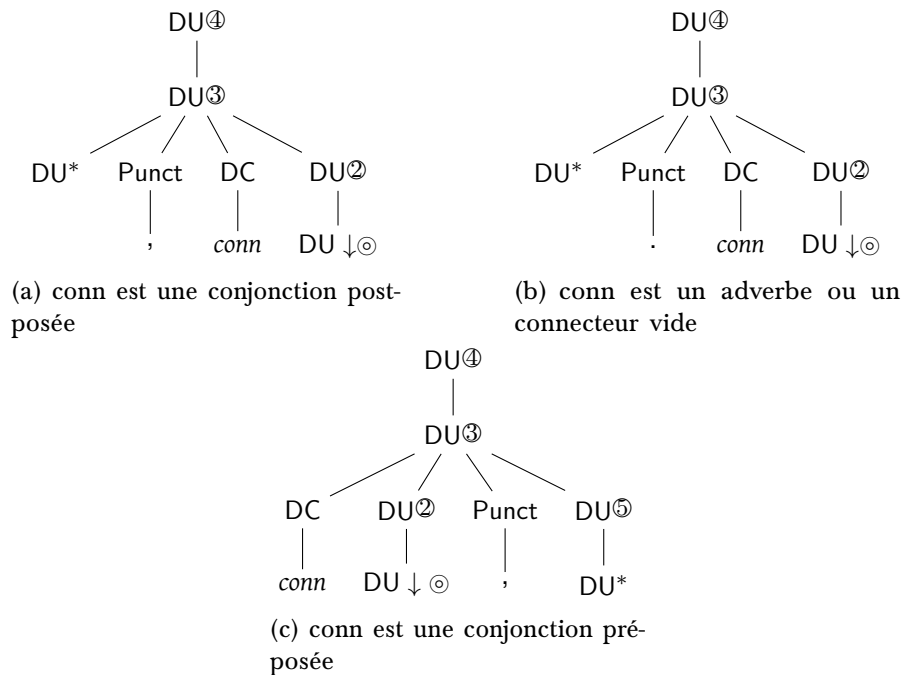 DU④ DU④
DU③ DU③
DU* Punct DC DU② DU* Punct DC DU②
, conn DU ↓◎ . conn DU ↓◎
(a) conn est une conjonction post- (b) conn est un adverbe ou un
posée connecteur vide
DU④
DU③
DC DU② Punct DU⑤
conn DU ↓ ◎ , DU*
(c) conn est une conjonction pré-
posée